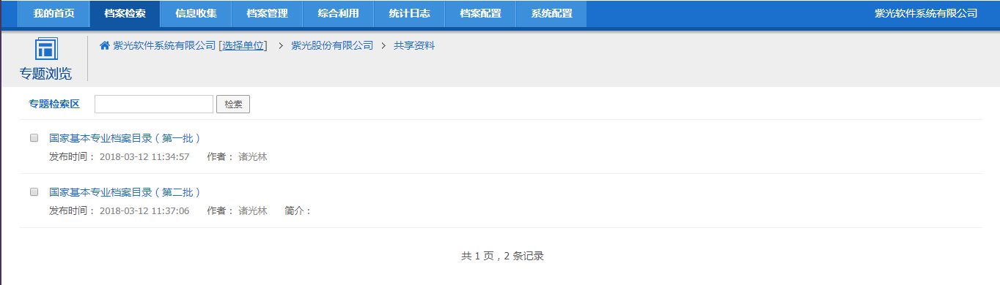 我的首页 档案检索 信息收集 档案管理 综合利用 统计日志 档案配置 系统配置 紫光软件系统有限公司
紫光软件系统有限公司 [选择单位] > 紫光股份有限公司 > 共享资料
专题浏览
专题检索区 检索
国家基本专业档案目录（第一批）
发布时间： 2018-03-12 11:34:57 作者： 诸光林
国家基本专业档案目录（第二批）
发布时间： 2018-03-12 11:37:06 作者： 诸光林 简介：
共 1 页，2 条记录